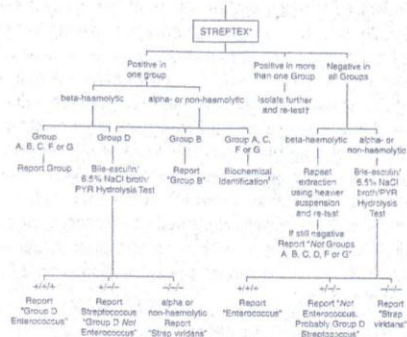 STREPTEX*
Positive in
one group
Positive in more
than one Group
Negative in
all Groups
beta-haemolytic
alpha- or non-haemolytic
Isolate further
and re-test†
Group
A, B, C, F or G
Group D
Group B
Group A, C,
F or G
beta-haemolytic
alpha- or
non-haemolytic
Report Group
Bile-esculin/
6.5% NaCl broth/
PYR Hydrolysis Test
Report
"Group B"
Biochemical
Identification
Repeat
extraction
using heavier
suspension
and re-test
Bile-esculin/
6.5% NaCl
broth/PYR
Hydrolysis
Test
If still negative
Report "Not Groups
A, B, C, D, F or G"
+/+/+
+/–/–
–/–/–
+/+/+
+/–/–
–/–/–
Report
"Group D
Enterococcus"
Report
Streptococcus
"Group D Not
Enterococcus"
alpha or
non-haemolytic
Report
"Strep viridans"
Report
"Enterococcus"
Report "Not
Enterococcus.
Probably Group D
Streptococcus"
Report
"Strep
viridans"